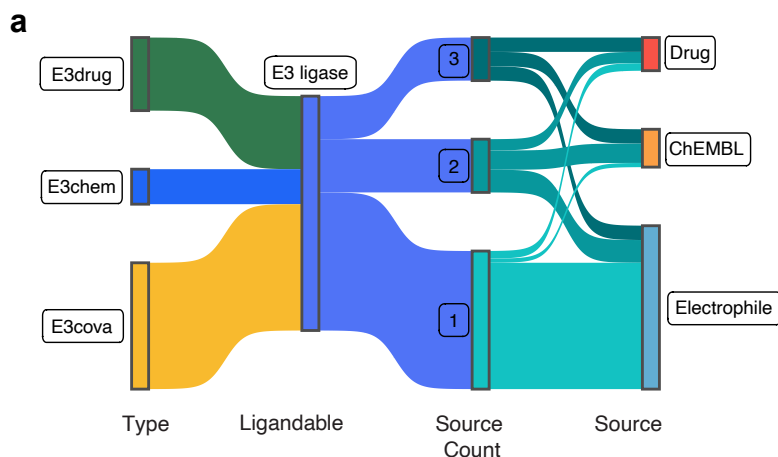 a
E3drug
E3 ligase
3
Drug
E3chem
2
ChEMBL
E3cova
1
Electrophile
Type
Ligandable
Source
Count
Source